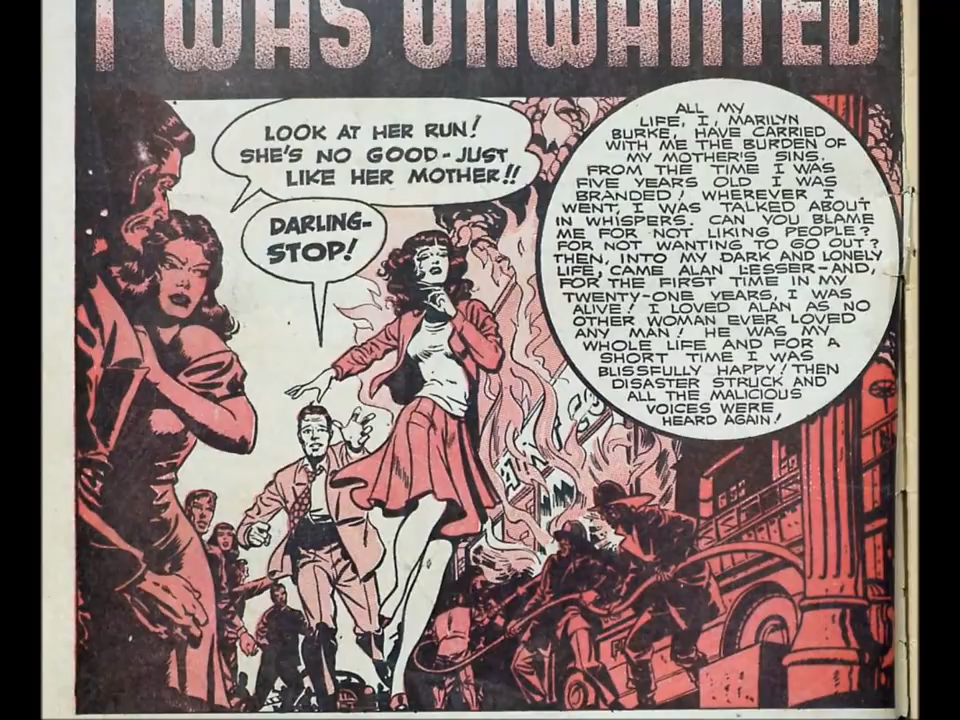 I WAS UNWANTED
LOOK AT HER RUN!
SHE'S NO GOOD-JUST
LIKE HER MOTHER!!
DARLING-
STOP!
ALL MY
LIFE, I, MARILYN
BURKE, HAVE CARRIED
WITH ME THE BURDEN OF
MY MOTHER'S SINS.
FROM THE TIME I WAS
FIVE YEARS OLD I WAS
BRANDED! WHEREVER I
WENT, I WAS TALKED ABOUT
IN WHISPERS. CAN YOU BLAME
ME FOR NOT LIKING PEOPLE?
FOR NOT WANTING TO GO OUT?
THEN, INTO MY DARK AND LONELY
LIFE, CAME ALAN LESSER-AND,
FOR THE FIRST TIME IN MY
TWENTY-ONE YEARS, I WAS
ALIVE! I LOVED ALAN AS NO
OTHER WOMAN EVER LOVED
ANY MAN! HE WAS MY
WHOLE LIFE AND FOR A
SHORT TIME I WAS
BLISSFULLY HAPPY! THEN
DISASTER STRUCK AND
ALL THE MALICIOUS
VOICES WERE
HEARD AGAIN!